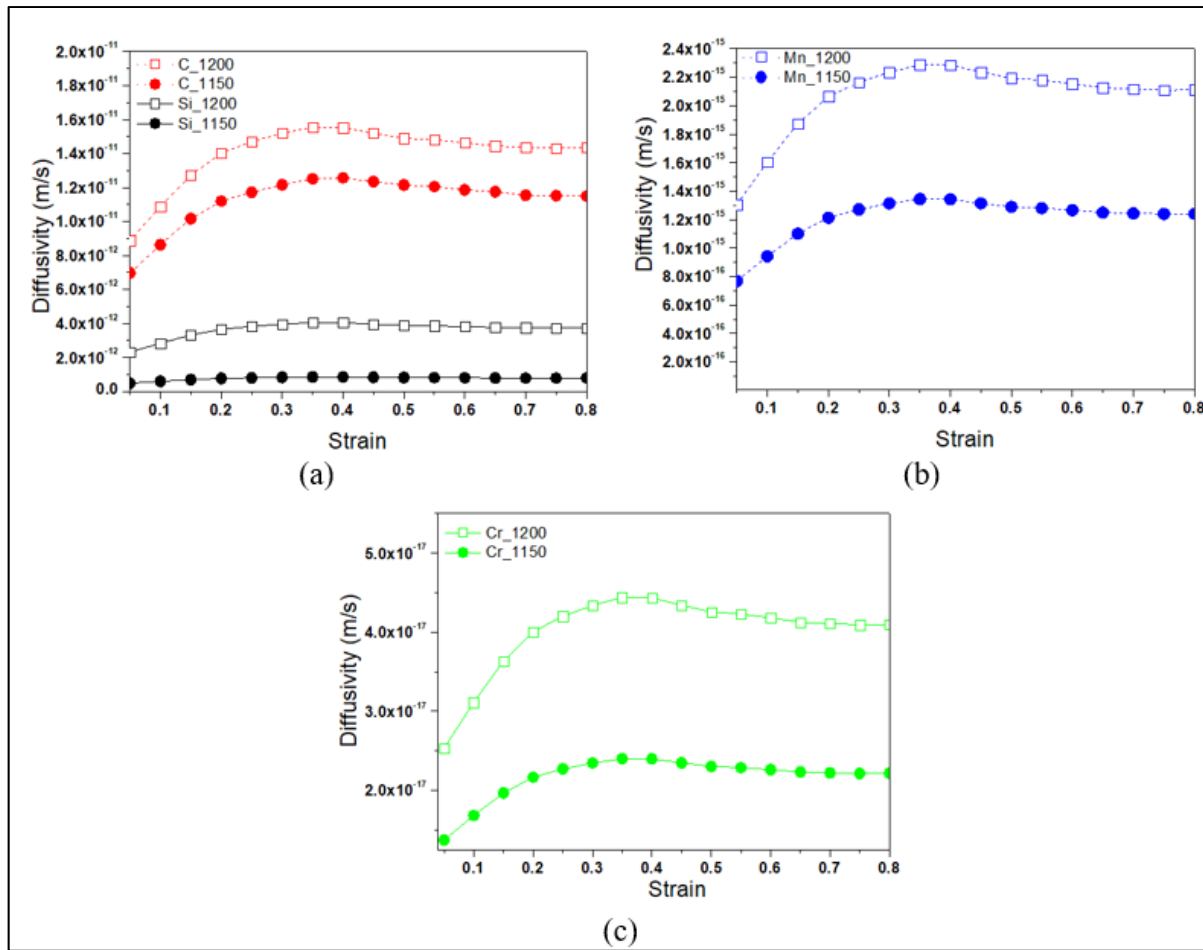 2.0x10⁻¹¹
1.8x10⁻¹¹
1.6x10⁻¹¹
1.4x10⁻¹¹
1.2x10⁻¹¹
1.0x10⁻¹¹
8.0x10⁻¹²
6.0x10⁻¹²
4.0x10⁻¹²
2.0x10⁻¹²
0.0
Diffusivity (m/s)
C_1200
C_1150
Si_1200
Si_1150
0.1 0.2 0.3 0.4 0.5 0.6 0.7 0.8
Strain
(a)
2.4x10⁻¹⁵
2.2x10⁻¹⁵
2.0x10⁻¹⁵
1.8x10⁻¹⁵
1.6x10⁻¹⁵
1.4x10⁻¹⁵
1.2x10⁻¹⁵
1.0x10⁻¹⁵
8.0x10⁻¹⁶
6.0x10⁻¹⁶
4.0x10⁻¹⁶
2.0x10⁻¹⁶
Diffusivity (m/s)
Mn_1200
Mn_1150
0.1 0.2 0.3 0.4 0.5 0.6 0.7 0.8
Strain
(b)
5.0x10⁻¹⁷
4.0x10⁻¹⁷
3.0x10⁻¹⁷
2.0x10⁻¹⁷
Diffusivity (m/s)
Cr_1200
Cr_1150
0.1 0.2 0.3 0.4 0.5 0.6 0.7 0.8
Strain
(c)